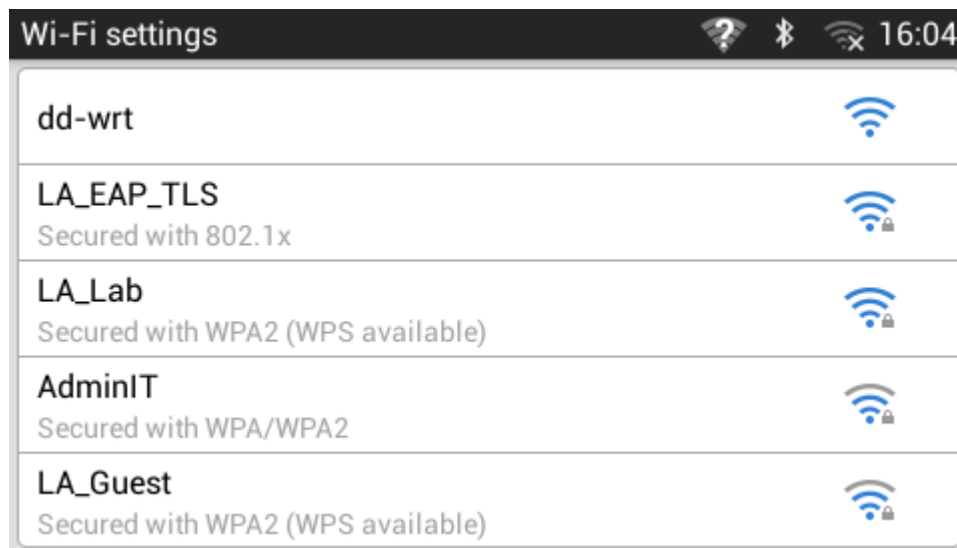 Wi-Fi settings 16:04
dd-wrt
LA_EAP_TLS
Secured with 802.1x
LA_Lab
Secured with WPA2 (WPS available)
AdminIT
Secured with WPA/WPA2
LA_Guest
Secured with WPA2 (WPS available)